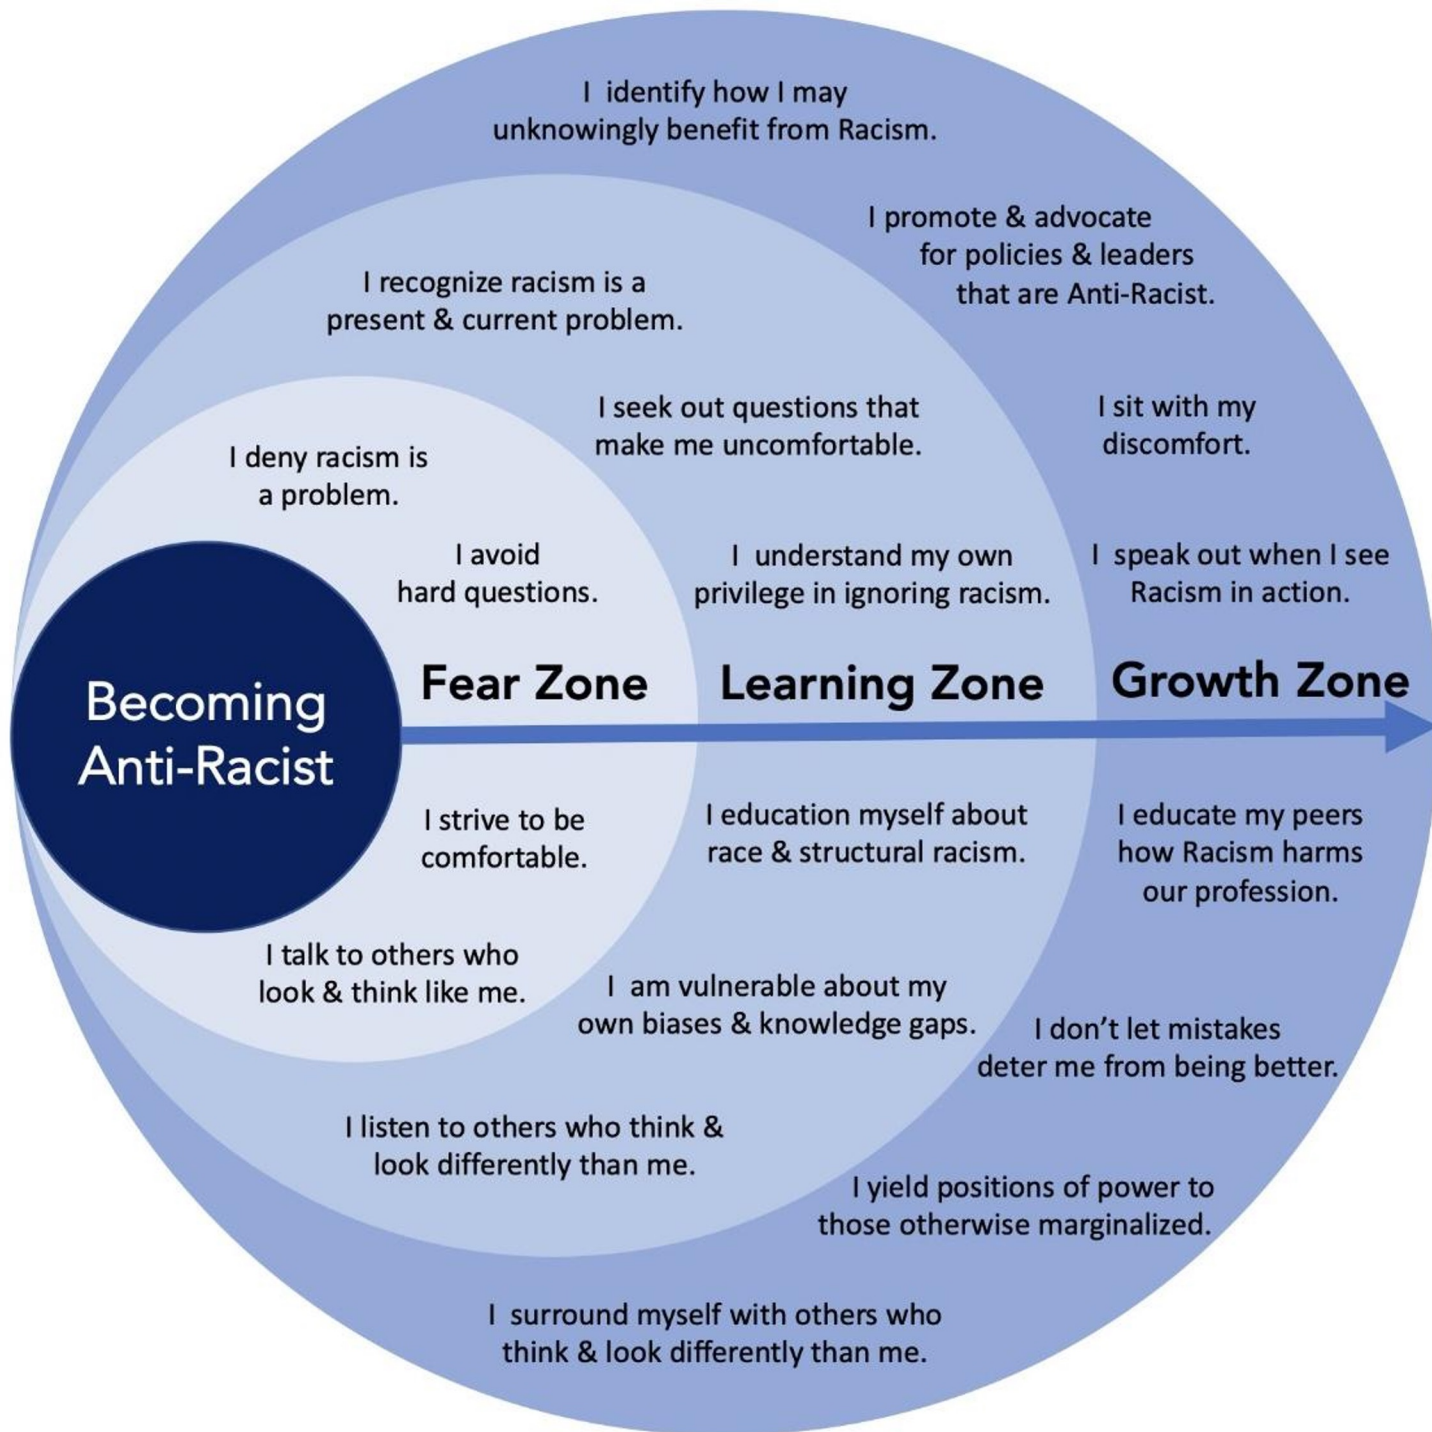 I identify how I may
unknowingly benefit from Racism.
I promote & advocate
for policies & leaders
that are Anti-Racist.
I recognize racism is a
present & current problem.
I seek out questions that
make me uncomfortable.
I sit with my
discomfort.
I deny racism is
a problem.
I avoid
hard questions.
I understand my own
privilege in ignoring racism.
I speak out when I see
Racism in action.
Becoming
Anti-Racist
Fear Zone
Learning Zone
Growth Zone
I strive to be
comfortable.
I education myself about
race & structural racism.
I educate my peers
how Racism harms
our profession.
I talk to others who
look & think like me.
I am vulnerable about my
own biases & knowledge gaps.
I don’t let mistakes
deter me from being better.
I listen to others who think &
look differently than me.
I yield positions of power to
those otherwise marginalized.
I surround myself with others who
think & look differently than me.